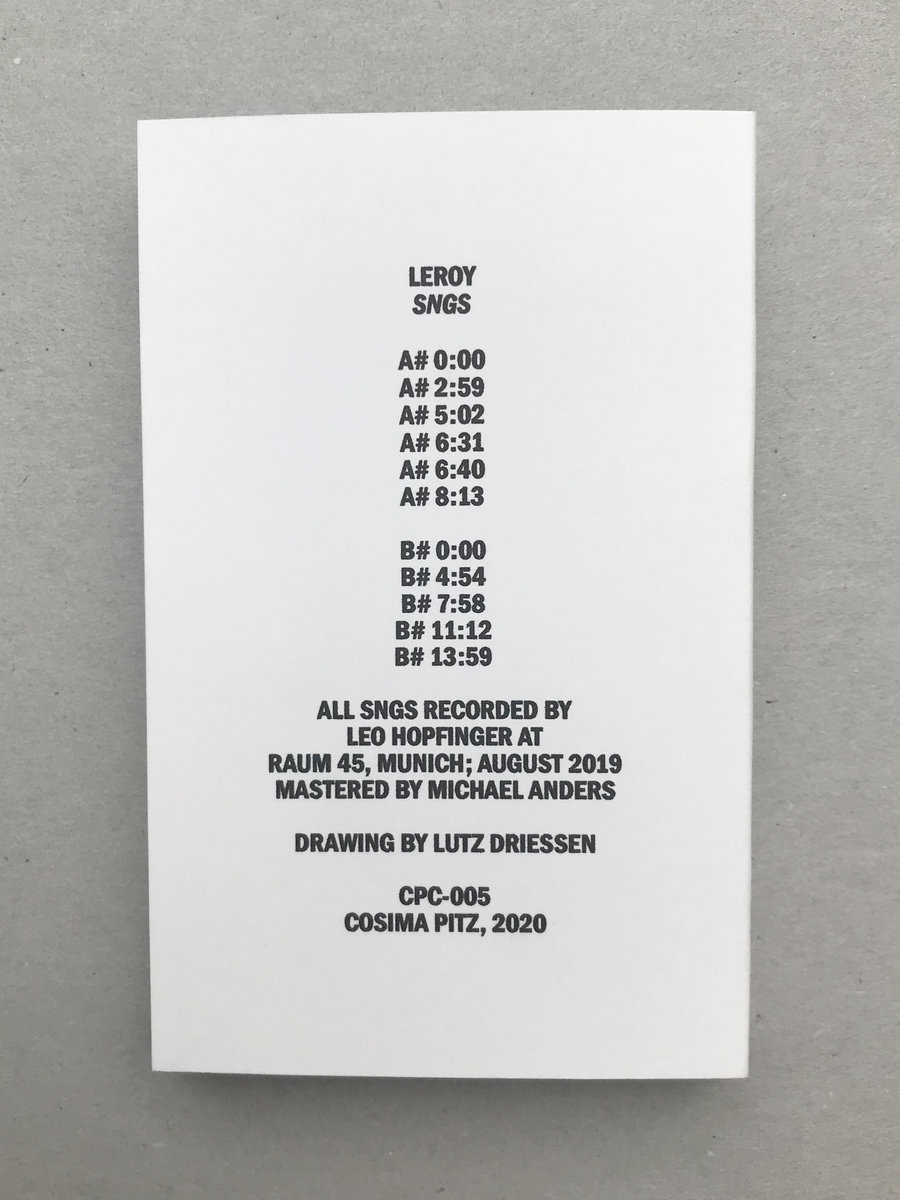 LEROY
SNGS
A# 0:00
A# 2:59
A# 5:02
A# 6:31
A# 6:40
A# 8:13
B# 0:00
B# 4:54
B# 7:58
B# 11:12
B# 13:59
ALL SNGS RECORDED BY
LEO HOPFINGER AT
RAUM 45, MUNICH; AUGUST 2019
MASTERED BY MICHAEL ANDERS
DRAWING BY LUTZ DRIESSEN
CPC-005
COSIMA PITZ, 2020